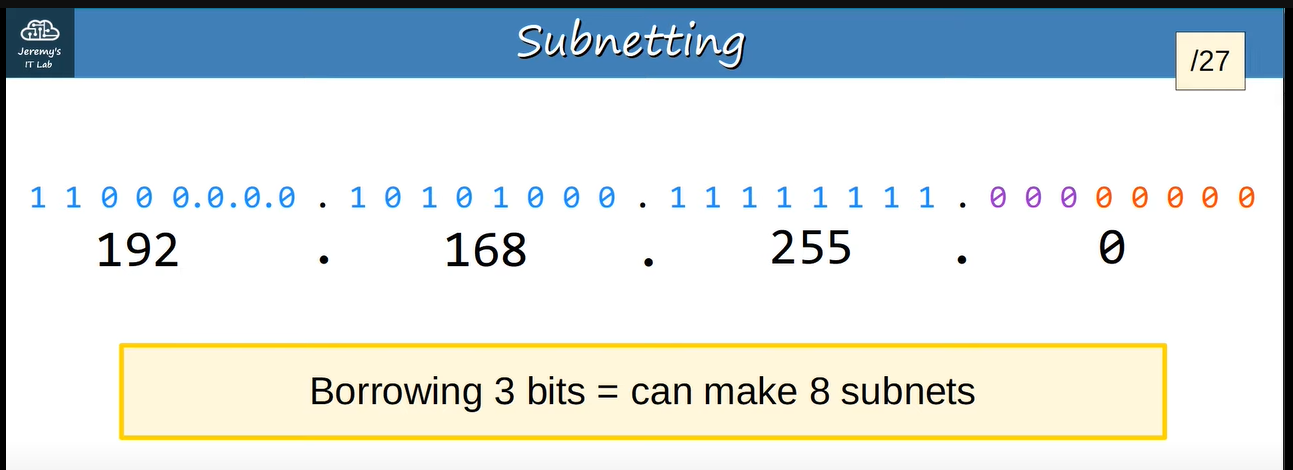 Jeremy's
IT Lab
Subnetting
/27
1 1 0 0 0.0.0.0 . 1 0 1 0 1 0 0 0 . 1 1 1 1 1 1 1 1 . 0 0 0 0 0 0 0 0
192 . 168 . 255 . 0
Borrowing 3 bits = can make 8 subnets